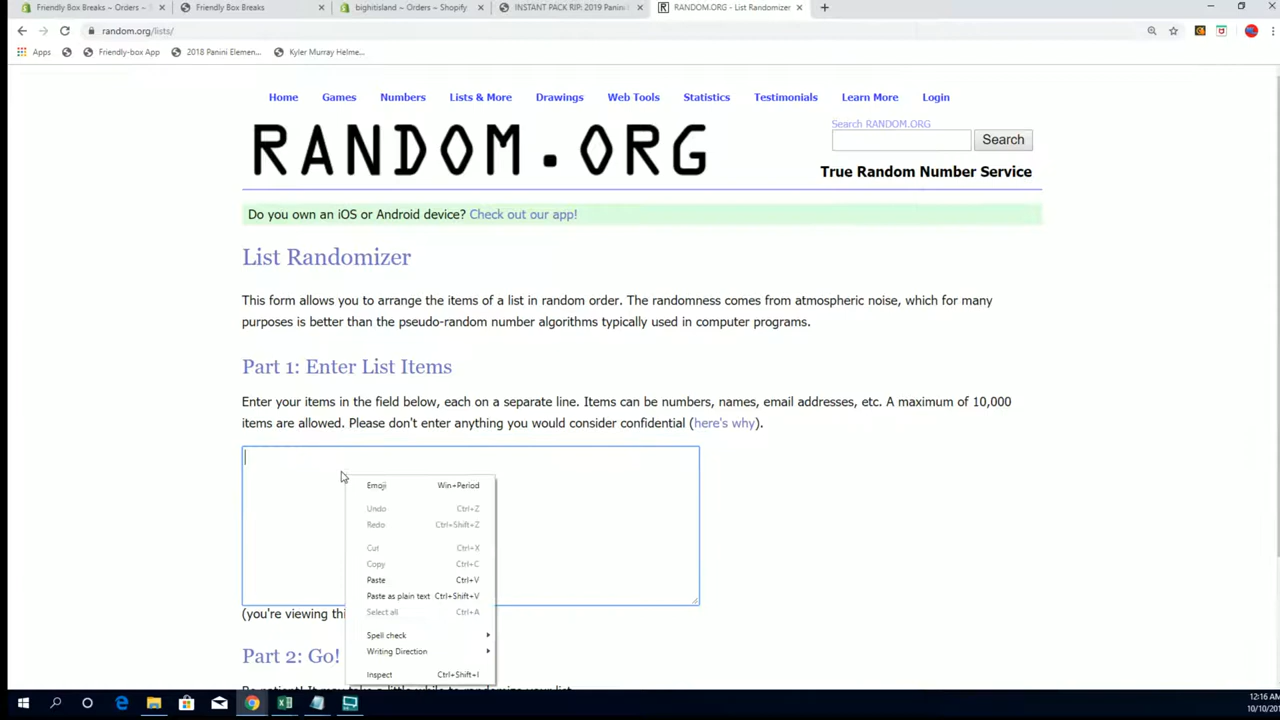 Friendly Box Breaks ~ Orders ~ S
Friendly Box Breaks
bighitisland ~ Orders ~ Shopify
INSTANT PACK RIP: 2019 Panini
RANDOM.ORG - List Randomizer
random.org/lists/
Apps
Friendly-box App
2018 Panini Elemen...
Kyler Murray Helme...
Home
Games
Numbers
Lists & More
Drawings
Web Tools
Statistics
Testimonials
Learn More
Login
RANDOM.ORG
Search RANDOM.ORG
Search
True Random Number Service
Do you own an iOS or Android device? Check out our app!
List Randomizer
This form allows you to arrange the items of a list in random order. The randomness comes from atmospheric noise, which for many
purposes is better than the pseudo-random number algorithms typically used in computer programs.
Part 1: Enter List Items
Enter your items in the field below, each on a separate line. Items can be numbers, names, email addresses, etc. A maximum of 10,000
items are allowed. Please don't enter anything you would consider confidential (here's why).
Emoji Win+Period
Undo Ctrl+Z
Redo Ctrl+Shift+Z
Cut Ctrl+X
Copy Ctrl+C
Paste Ctrl+V
Paste as plain text Ctrl+Shift+V
Select all Ctrl+A
Spell check
Writing Direction
Inspect Ctrl+Shift+I
(you're viewing thi
Part 2: Go!
12:16 AM
10/10/201